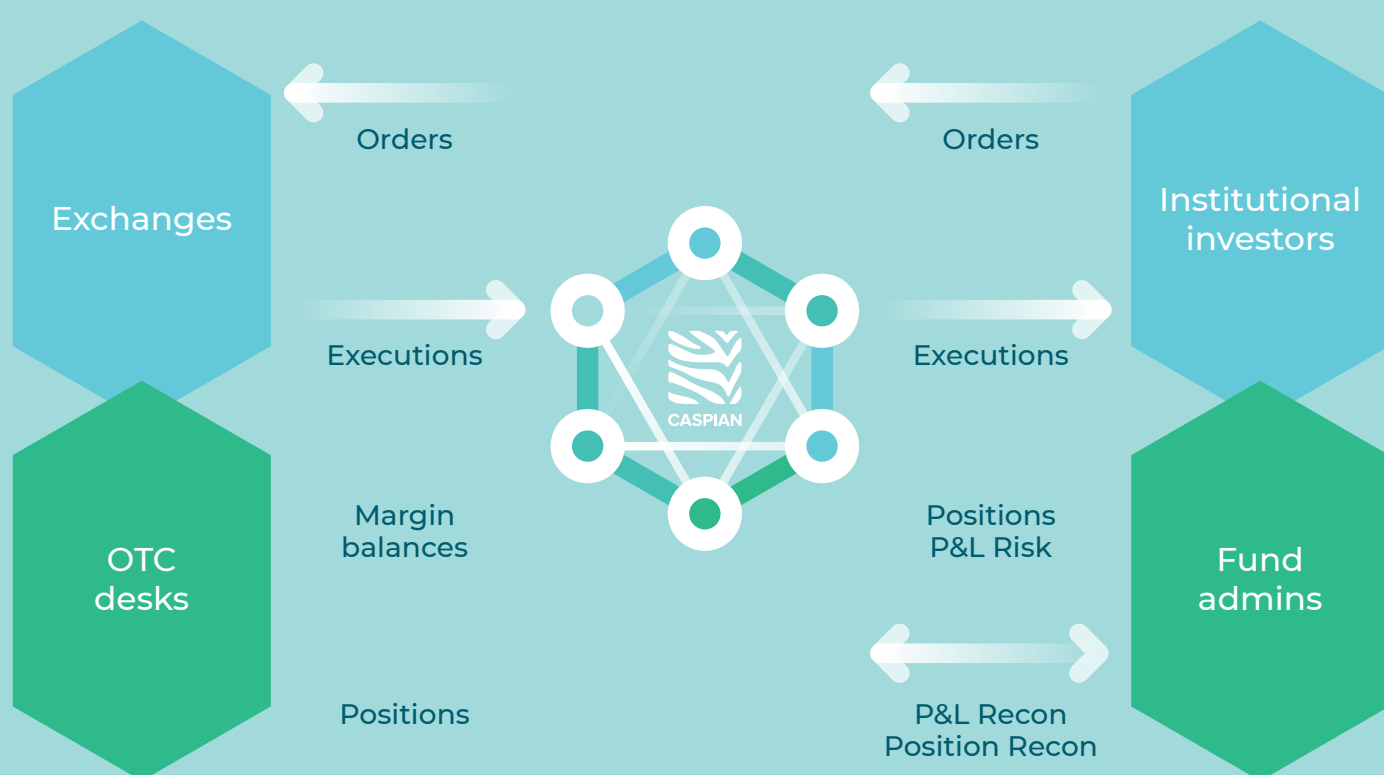 Orders
Orders
Exchanges
Institutional
investors
Executions
Executions
CASPIAN
Margin
balances
Positions
P&L Risk
OTC
desks
Fund
admins
Positions
P&L Recon
Position Recon